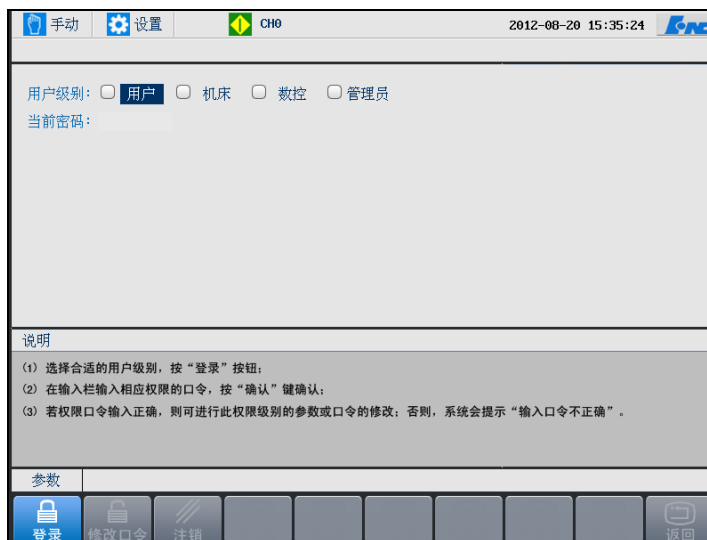 手动 设置 CH0 2012-08-20 15:35:24
用户级别: 用户 机床 数控 管理员
当前密码:
说明
(1) 选择合适的用户级别，按“登录”按钮；
(2) 在输入栏输入相应权限的口令，按“确认”键确认；
(3) 若权限口令输入正确，则可进行此权限级别的参数或口令的修改；否则，系统会提示“输入口令不正确”。
参数
登录 修改口令 注销 返回